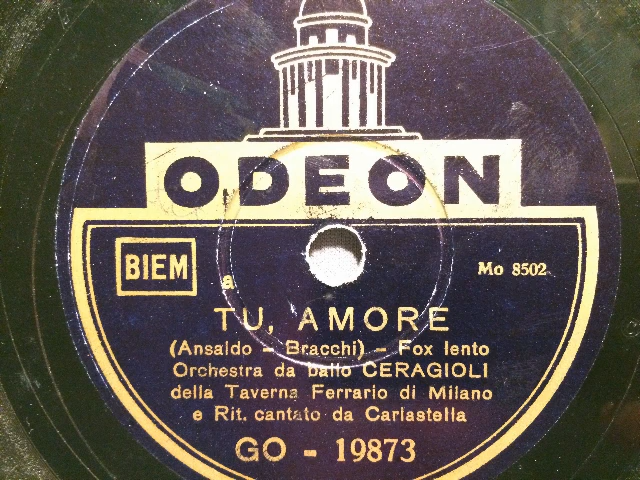 ODEON
BIEM
Mo 8502
a
TU, AMORE
(Ansaldo - Bracchi) - Fox lento
Orchestra da ballo CERAGIOLI
della Taverna Ferrario di Milano
e Rit. cantato da Carlastella
GO - 19873